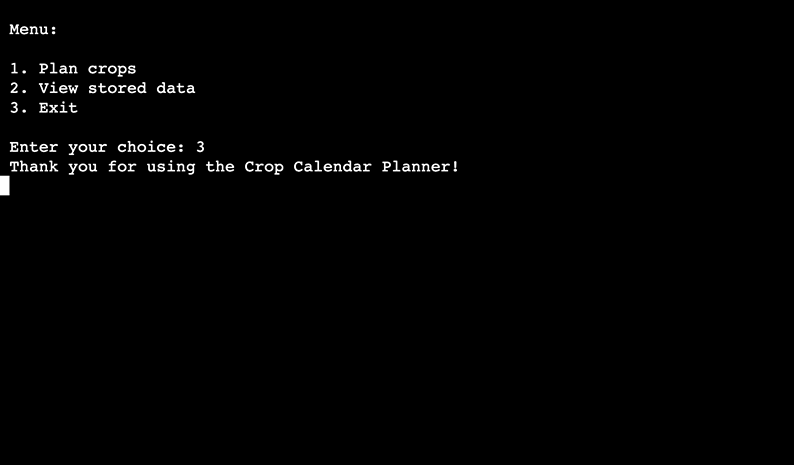 Menu:
1. Plan crops
2. View stored data
3. Exit
Enter your choice: 3
Thank you for using the Crop Calendar Planner!